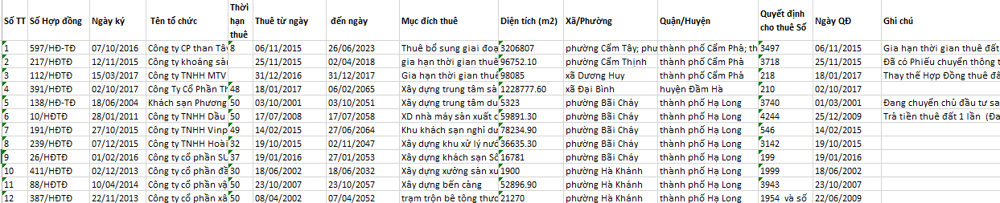 Số TT Số Hợp đồng Ngày ký Tên tổ chức Thời hạn thuê Thuê từ ngày đến ngày Mục đích thuê Diện tích (m2) Xã/Phường Quận/Huyện Quyết định cho thuê Số Ngày QĐ Ghi chú
1 597/HĐ-TĐ 07/10/2016 Công ty CP than Tây 8 06/11/2015 26/06/2023 Thuê bổ sung giai đoạ 3206807 phường Cẩm Tây; phư thành phố Cẩm Phả; th 3497 06/11/2015 Gia hạn thời gian thuê đất
2 217/HĐTĐ 12/11/2015 Công ty khoáng sản 25/11/2015 02/04/2018 gia hạn thời gian thuê 96752.10 phường Cẩm Thịnh thành phố Cẩm Phả 3718 25/11/2015 Đã có Phiếu chuyển thông t
3 112/HĐTĐ 15/03/2017 Công ty TNHH MTV 31/12/2016 31/12/2017 Gia hạn thời gian thuê 98085 xã Dương Huy thành phố Cẩm Phả 218 18/01/2017 Thay thế Hợp Đồng thuê đấ
4 391/HĐTĐ 02/10/2017 Công Ty Cổ Phần Th 48 18/01/2017 06/02/2065 Xây dựng trung tâm sả 1228777.60 xã Đại Bình huyện Đầm Hà 210 02/10/2017
5 138/HĐ-TĐ 18/06/2004 Khách sạn Phương 50 03/10/2001 03/10/2051 Xây dựng trung tâm du 5323 phường Bãi Cháy thành phố Hạ Long 3740 01/03/2001 Đang chuyển chủ đầu tư sa
6 10/HĐTĐ 28/01/2011 Công ty TNHH Dầu 50 17/07/2008 17/07/2058 XD nhà máy sản xuất c 59891.30 phường Bãi Cháy thành phố Hạ Long 4244 25/12/2009 Trả tiền thuê đất 1 lần (Đa
7 191/HĐTĐ 27/10/2015 Công ty TNHH Vinp 49 14/02/2015 27/06/2064 Khu khách sạn nghỉ dư 78234.90 phường Bãi Cháy thành phố Hạ Long 546 14/02/2015
8 239/HĐTĐ 07/12/2015 Công ty TNHH Hoài 32 19/10/2015 02/11/2047 Xây dựng khu xử lý nướ 36635.30 phường Bãi Cháy thành phố Hạ Long 3142 19/10/2015
9 26/HĐTĐ 01/02/2016 Công ty cổ phần SU 37 19/01/2016 27/01/2053 Xây dựng khách sạn Số 16781 phường Bãi Cháy thành phố Hạ Long 199 19/01/2016
10 411/HĐTĐ 02/12/2013 Công ty cổ phần đầ 30 18/06/2002 18/06/2032 Xây dựng xưởng sản xu 1900 phường Hà Khánh thành phố Hạ Long 1999 18/06/2002
11 88/HĐTĐ 10/04/2014 Công ty cổ phần vậ 50 23/10/2007 23/10/2057 Xây dựng bến cảng 52896.90 phường Hà Khánh thành phố Hạ Long 3943 23/10/2007
12 387/HĐTĐ 22/11/2013 Công ty cổ phần xâ 50 08/04/2002 07/04/2052 trạm trộn bê tông thươ 21270 phường Hà Khánh thành phố Hạ Long 1954 và số 22/06/2009